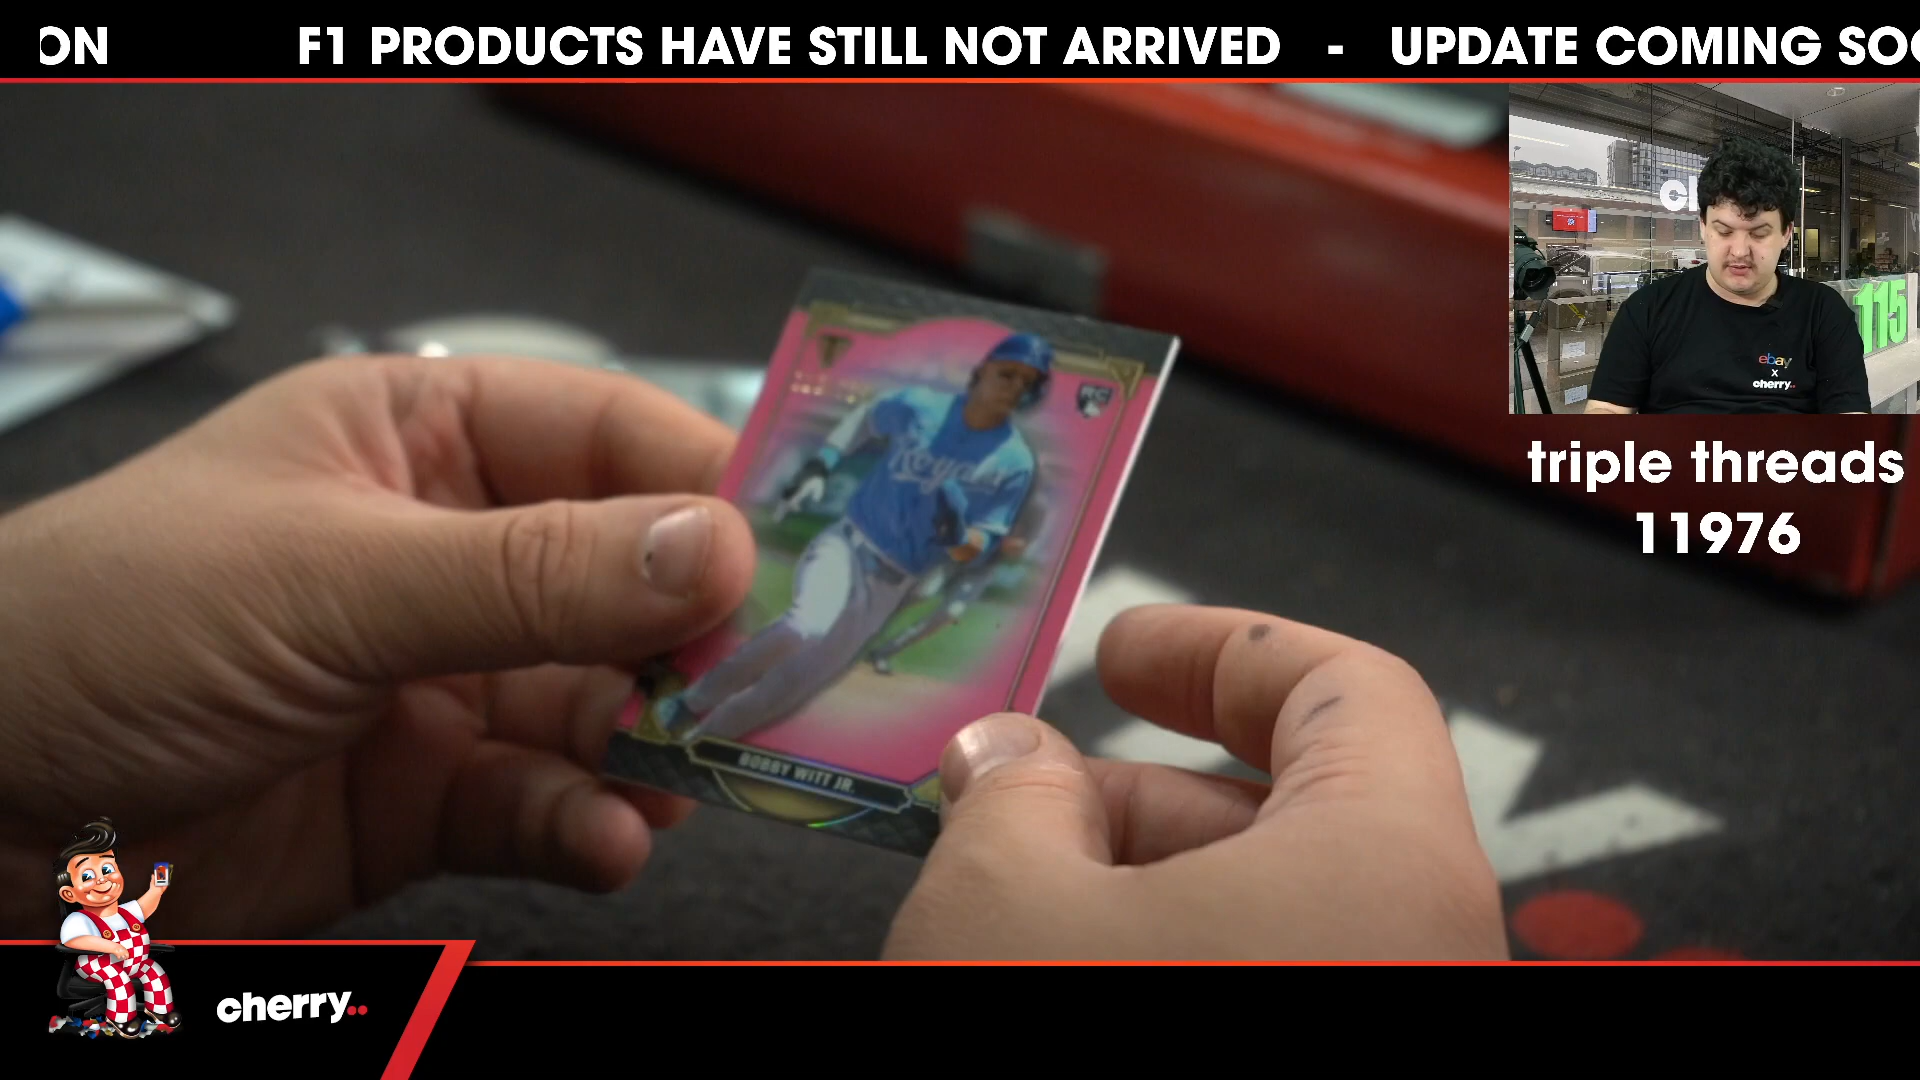 ON F1 PRODUCTS HAVE STILL NOT ARRIVED - UPDATE COMING SOO
115
ebay
x
cherry..
triple threads
11976
RC
Royals
BOBBY WITT JR.
cherry..